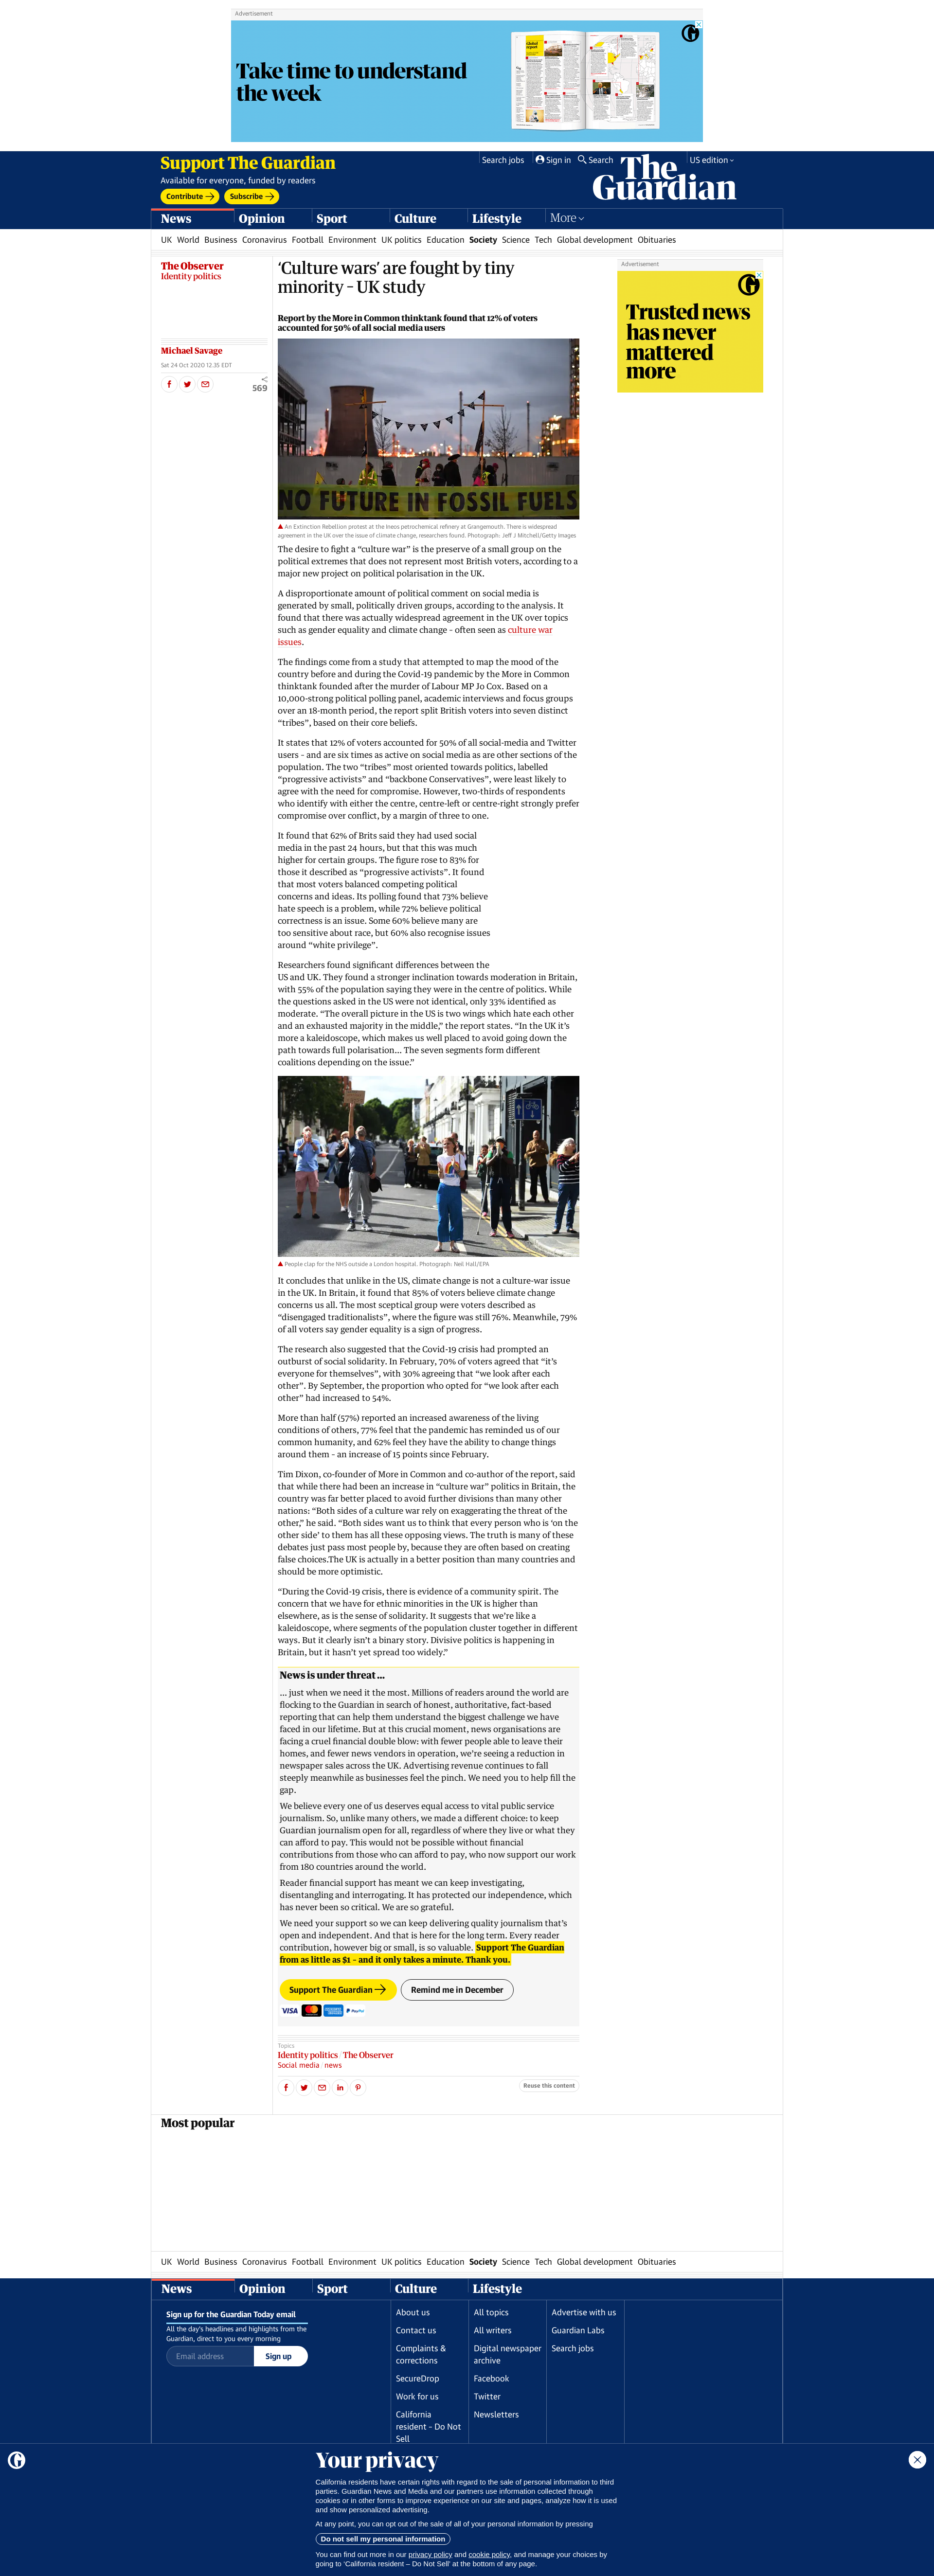 Advertisement
Take time to understand
the week
Support The Guardian
Available for everyone, funded by readers
Contribute
Subscribe
Search jobs
Sign in
Search
US edition
The
Guardian
News
Opinion
Sport
Culture
Lifestyle
More
UK World Business Coronavirus Football Environment UK politics Education Society Science Tech Global development Obituaries
The Observer
Identity politics
‘Culture wars’ are fought by tiny
minority – UK study
Report by the More in Common thinktank found that 12% of voters
accounted for 50% of all social media users
Michael Savage
Sat 24 Oct 2020 12.35 EDT
569
Advertisement
Trusted news
has never
mattered
more
NO FUTURE IN FOSSIL FUELS
An Extinction Rebellion protest at the Ineos petrochemical refinery at Grangemouth. There is widespread
agreement in the UK over the issue of climate change, researchers found. Photograph: Jeff J Mitchell/Getty Images
The desire to fight a “culture war” is the preserve of a small group on the
political extremes that does not represent most British voters, according to a
major new project on political polarisation in the UK.
A disproportionate amount of political comment on social media is
generated by small, politically driven groups, according to the analysis. It
found that there was actually widespread agreement in the UK over topics
such as gender equality and climate change – often seen as culture war
issues.
The findings come from a study that attempted to map the mood of the
country before and during the Covid-19 pandemic by the More in Common
thinktank founded after the murder of Labour MP Jo Cox. Based on a
10,000-strong political polling panel, academic interviews and focus groups
over an 18-month period, the report split British voters into seven distinct
“tribes”, based on their core beliefs.
It states that 12% of voters accounted for 50% of all social-media and Twitter
users – and are six times as active on social media as are other sections of the
population. The two “tribes” most oriented towards politics, labelled
“progressive activists” and “backbone Conservatives”, were least likely to
agree with the need for compromise. However, two-thirds of respondents
who identify with either the centre, centre-left or centre-right strongly prefer
compromise over conflict, by a margin of three to one.
It found that 62% of Brits said they had used social
media in the past 24 hours, but that this was much
higher for certain groups. The figure rose to 83% for
those it described as “progressive activists”. It found
that most voters balanced competing political
concerns and ideas. Its polling found that 73% believe
hate speech is a problem, while 72% believe political
correctness is an issue. Some 60% believe many are
too sensitive about race, but 60% also recognise issues
around “white privilege”.
Researchers found significant differences between the
US and UK. They found a stronger inclination towards moderation in Britain,
with 55% of the population saying they were in the centre of politics. While
the questions asked in the US were not identical, only 33% identified as
moderate. “The overall picture in the US is two wings which hate each other
and an exhausted majority in the middle,” the report states. “In the UK it’s
more a kaleidoscope, which makes us well placed to avoid going down the
path towards full polarisation... The seven segments form different
coalitions depending on the issue.”
People clap for the NHS outside a London hospital. Photograph: Neil Hall/EPA
It concludes that unlike in the US, climate change is not a culture-war issue
in the UK. In Britain, it found that 85% of voters believe climate change
concerns us all. The most sceptical group were voters described as
“disengaged traditionalists”, where the figure was still 76%. Meanwhile, 79%
of all voters say gender equality is a sign of progress.
The research also suggested that the Covid-19 crisis had prompted an
outburst of social solidarity. In February, 70% of voters agreed that “it’s
everyone for themselves”, with 30% agreeing that “we look after each
other”. By September, the proportion who opted for “we look after each
other” had increased to 54%.
More than half (57%) reported an increased awareness of the living
conditions of others, 77% feel that the pandemic has reminded us of our
common humanity, and 62% feel they have the ability to change things
around them – an increase of 15 points since February.
Tim Dixon, co-founder of More in Common and co-author of the report, said
that while there had been an increase in “culture war” politics in Britain, the
country was far better placed to avoid further divisions than many other
nations: “Both sides of a culture war rely on exaggerating the threat of the
other,” he said. “Both sides want us to think that every person who is ‘on the
other side’ to them has all these opposing views. The truth is many of these
debates just pass most people by, because they are often based on creating
false choices.The UK is actually in a better position than many countries and
should be more optimistic.
“During the Covid-19 crisis, there is evidence of a community spirit. The
concern that we have for ethnic minorities in the UK is higher than
elsewhere, as is the sense of solidarity. It suggests that we’re like a
kaleidoscope, where segments of the population cluster together in different
ways. But it clearly isn’t a binary story. Divisive politics is happening in
Britain, but it hasn’t yet spread too widely.”
News is under threat ...
... just when we need it the most. Millions of readers around the world are
flocking to the Guardian in search of honest, authoritative, fact-based
reporting that can help them understand the biggest challenge we have
faced in our lifetime. But at this crucial moment, news organisations are
facing a cruel financial double blow: with fewer people able to leave their
homes, and fewer news vendors in operation, we’re seeing a reduction in
newspaper sales across the UK. Advertising revenue continues to fall
steeply meanwhile as businesses feel the pinch. We need you to help fill the
gap.
We believe every one of us deserves equal access to vital public service
journalism. So, unlike many others, we made a different choice: to keep
Guardian journalism open for all, regardless of where they live or what they
can afford to pay. This would not be possible without financial
contributions from those who can afford to pay, who now support our work
from 180 countries around the world.
Reader financial support has meant we can keep investigating,
disentangling and interrogating. It has protected our independence, which
has never been so critical. We are so grateful.
We need your support so we can keep delivering quality journalism that’s
open and independent. And that is here for the long term. Every reader
contribution, however big or small, is so valuable. Support The Guardian
from as little as $1 – and it only takes a minute. Thank you.
Support The Guardian
Remind me in December
VISA
PayPal
Topics
Identity politics The Observer
Social media news
Reuse this content
Most popular
UK World Business Coronavirus Football Environment UK politics Education Society Science Tech Global development Obituaries
News
Opinion
Sport
Culture
Lifestyle
Sign up for the Guardian Today email
All the day’s headlines and highlights from the
Guardian, direct to you every morning
Email address
Sign up
About us
Contact us
Complaints &
corrections
SecureDrop
Work for us
California
resident – Do Not
Sell
All topics
All writers
Digital newspaper
archive
Facebook
Twitter
Newsletters
Advertise with us
Guardian Labs
Search jobs
Your privacy
California residents have certain rights with regard to the sale of personal information to third
parties. Guardian News and Media and our partners use information collected through
cookies or in other forms to improve experience on our site and pages, analyze how it is used
and show personalized advertising.
At any point, you can opt out of the sale of all of your personal information by pressing
Do not sell my personal information
You can find out more in our privacy policy and cookie policy, and manage your choices by
going to ‘California resident – Do Not Sell’ at the bottom of any page.